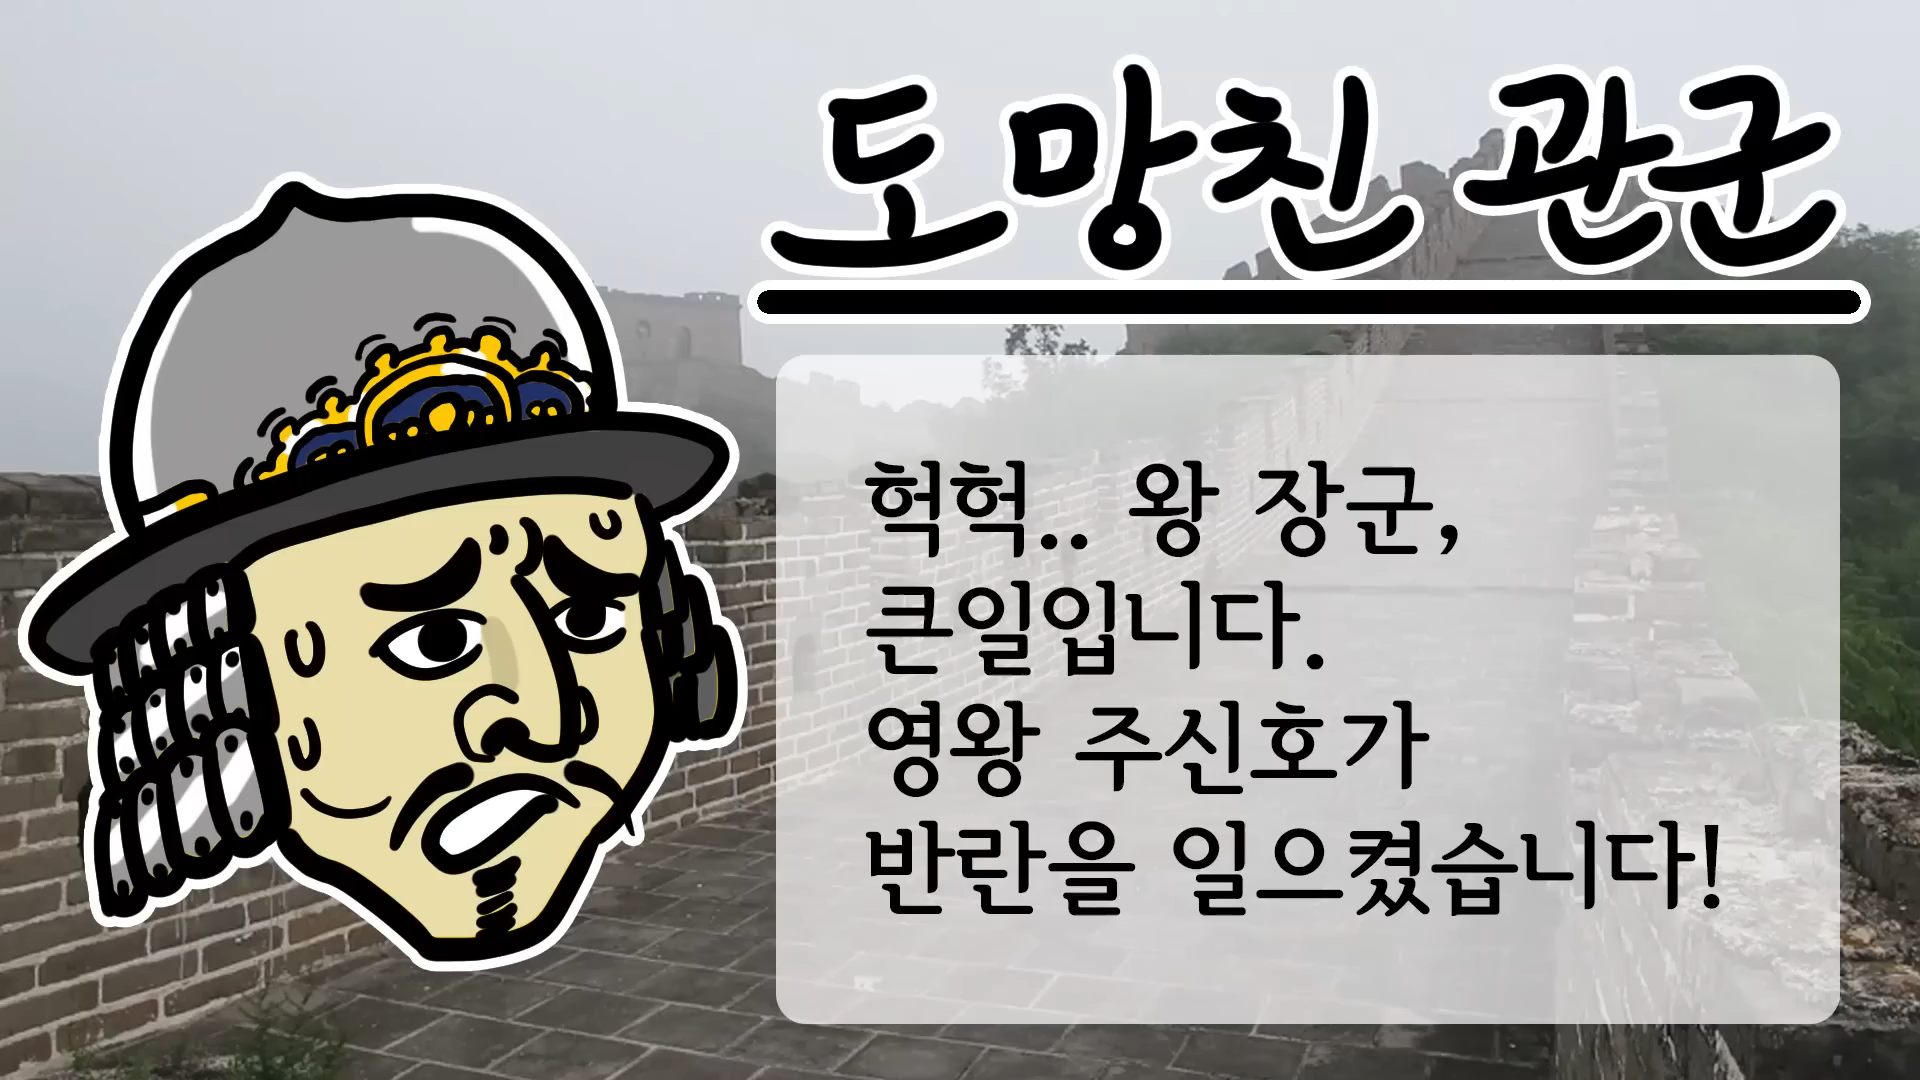 도망친 관군
헉헉.. 왕 장군,
큰일입니다.
영왕 주신호가
반란을 일으켰습니다!